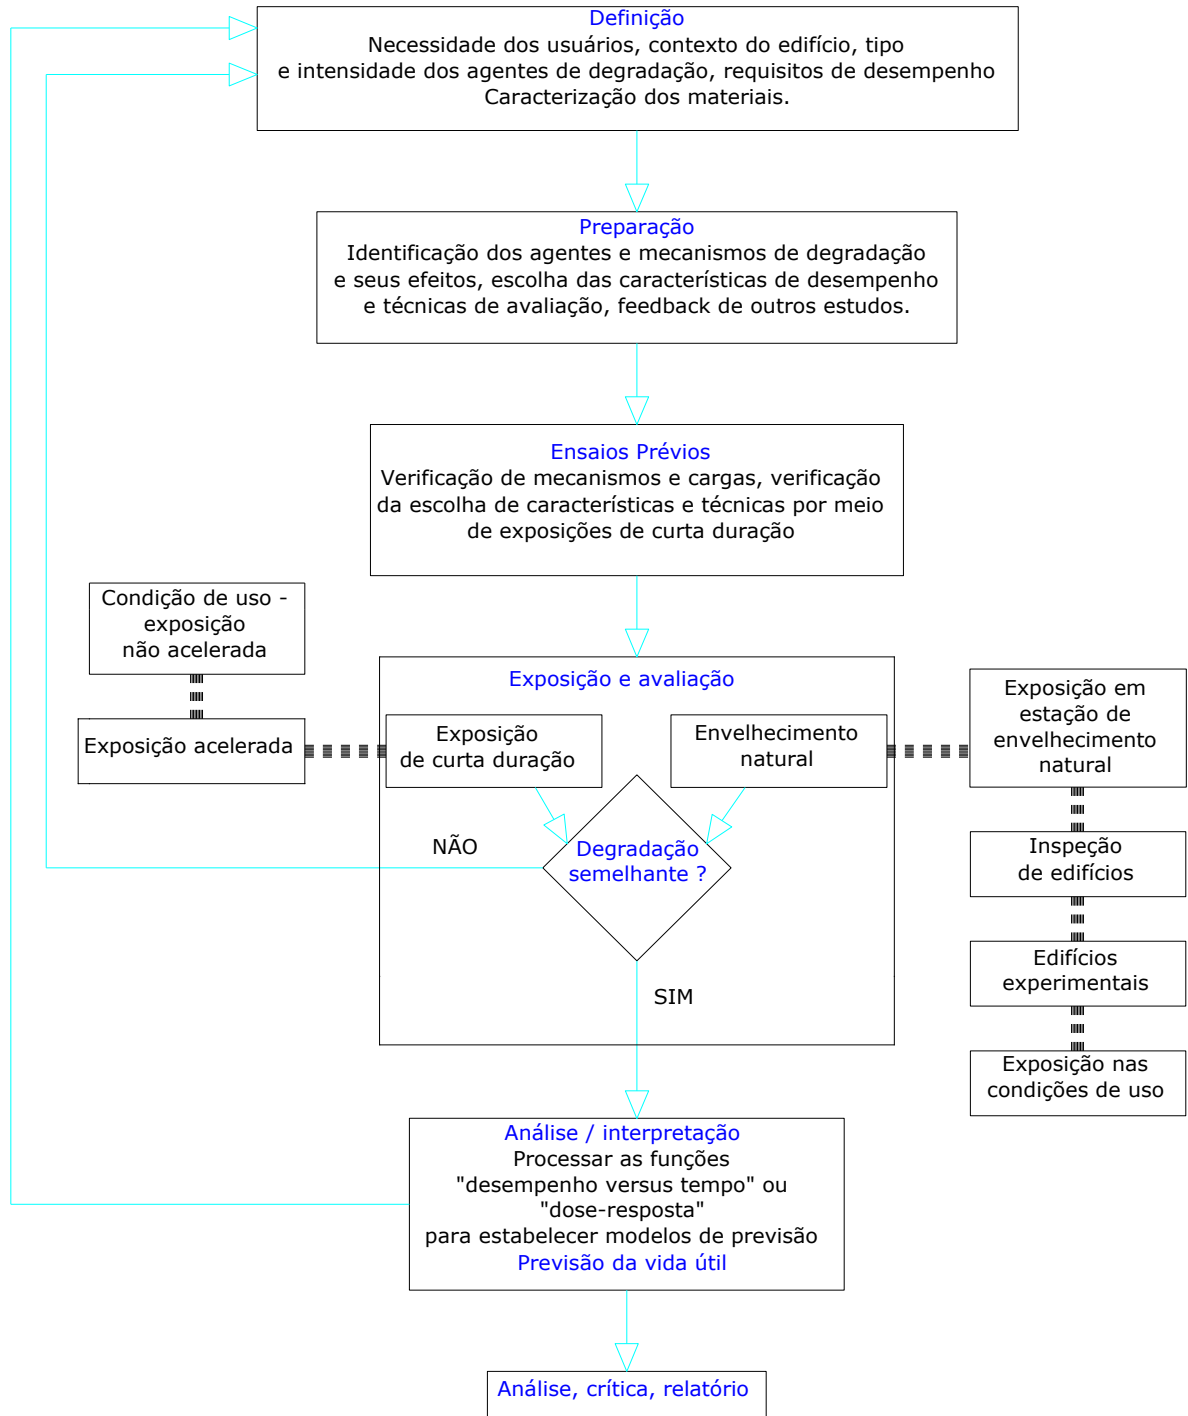 Definição
Necessidade dos usuários, contexto do edifício, tipo
e intensidade dos agentes de degradação, requisitos de desempenho
Caracterização dos materiais.
Preparação
Identificação dos agentes e mecanismos de degradação
e seus efeitos, escolha das características de desempenho
e técnicas de avaliação, feedback de outros estudos.
Ensaios Prévios
Verificação de mecanismos e cargas, verificação
da escolha de características e técnicas por meio
de exposições de curta duração
Condição de uso -
exposição
não acelerada
Exposição acelerada
Exposição e avaliação
Exposição
de curta duração
Envelhecimento
natural
Degradação
semelhante ?
NÃO
SIM
Exposição em
estação de
envelhecimento
natural
Inspeção
de edifícios
Edifícios
experimentais
Exposição nas
condições de uso
Análise / interpretação
Processar as funções
"desempenho versus tempo" ou
"dose-resposta"
para estabelecer modelos de previsão
Previsão da vida útil
Análise, crítica, relatório